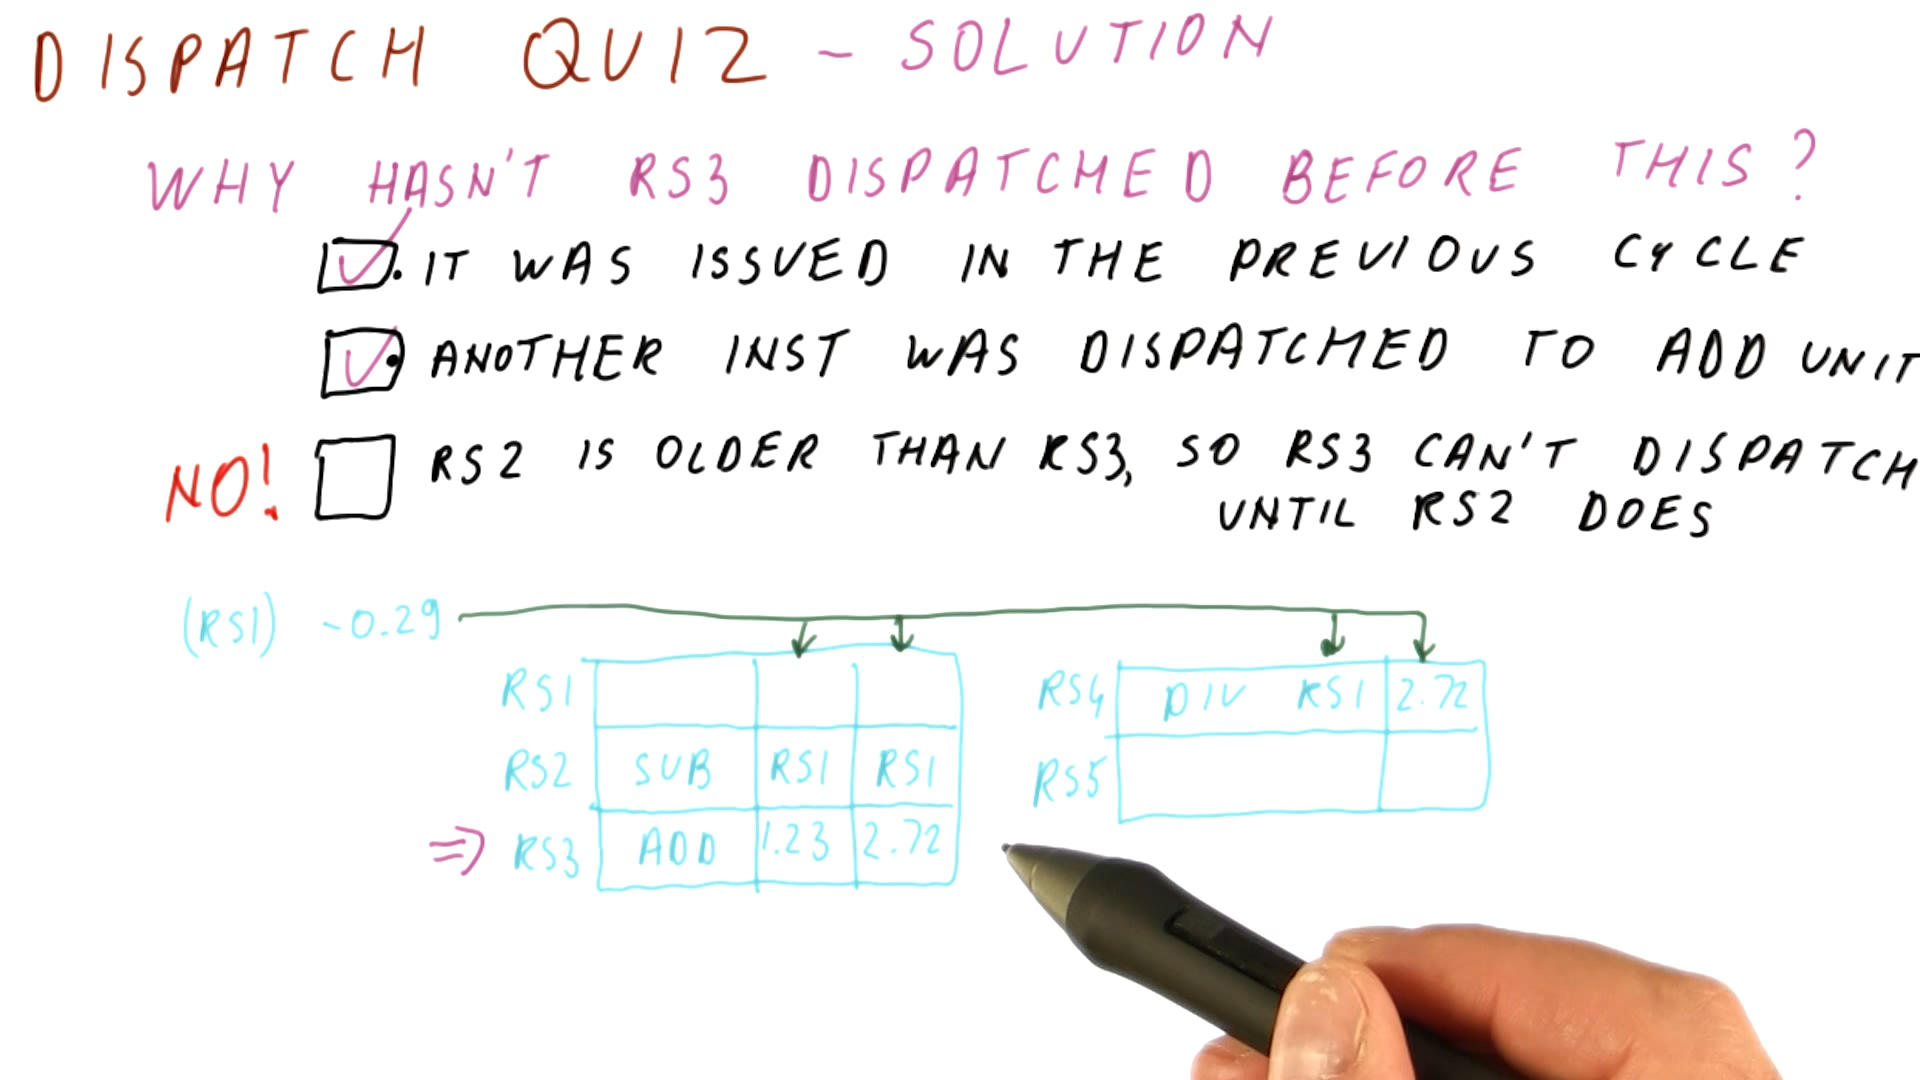 DISPATCH QUIZ - SOLUTION
WHY HASN'T RS3 DISPATCHED BEFORE THIS?
IT WAS ISSUED IN THE PREVIOUS CYCLE
ANOTHER INST WAS DISPATCHED TO ADD UNIT
NO! RS2 IS OLDER THAN RS3, SO RS3 CAN'T DISPATCH
UNTIL RS2 DOES
(RS1) -0.29
RS1
RS2 SUB RS1 RS1
⇒ RS3 ADD 1.23 2.72
RS4 DIV RS1 2.72
RS5